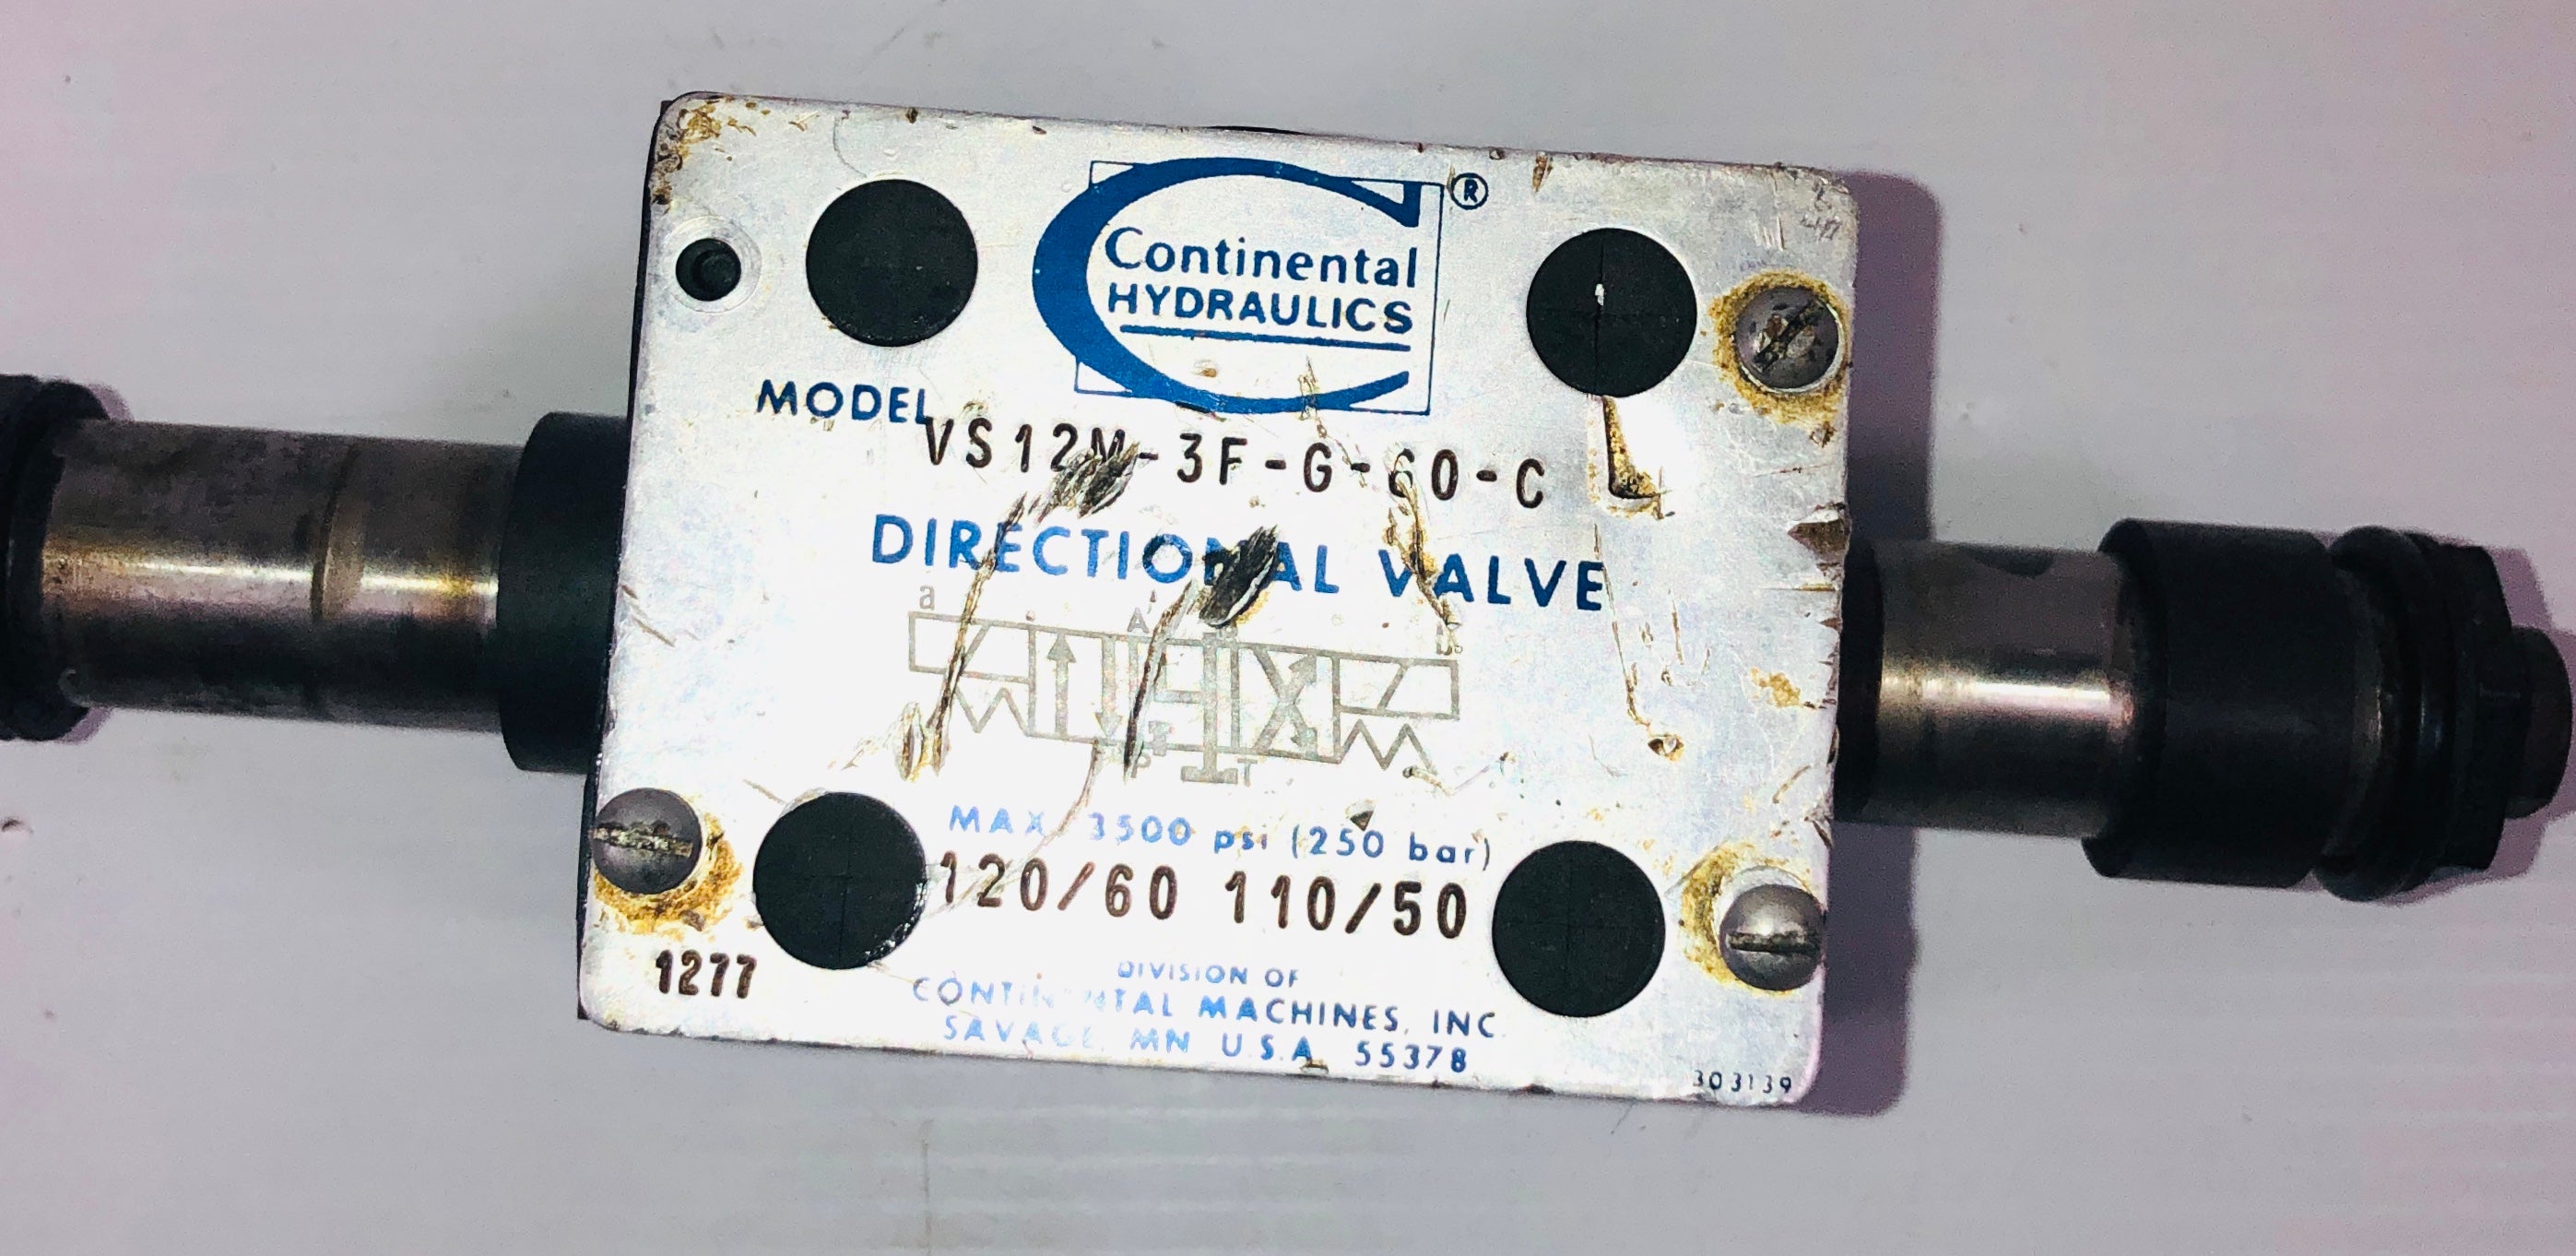 Continental ®
HYDRAULICS
MODEL
VS12M-3F-G-60-C
DIRECTIONAL VALVE
a A b
P T
MAX 3500 psi (250 bar)
120/60 110/50
1277
DIVISION OF
CONTINENTAL MACHINES, INC.
SAVAGE, MN U.S.A. 55378
303139